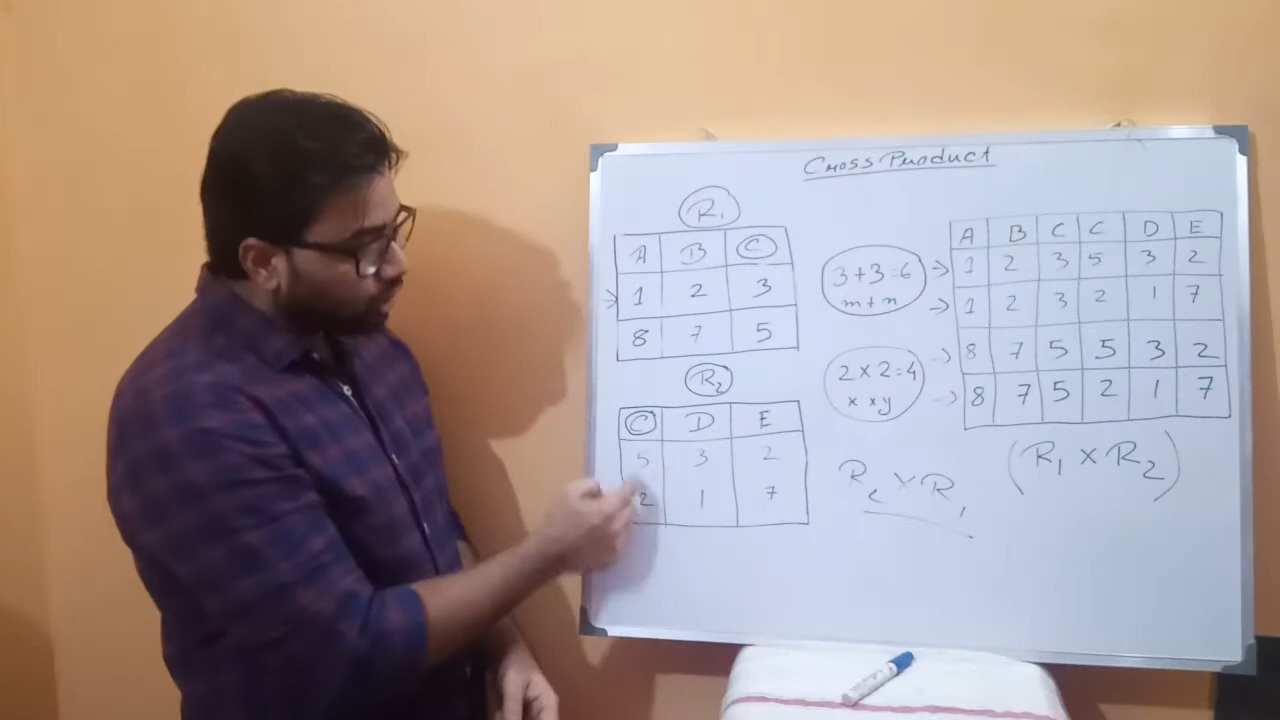 Cross Product
R₁
A B C
1 2 3
8 7 5
R₂
C D E
5 3 2
2 1 7
3+3=6
m+n
2×2=4
x×y
A B C C D E
1 2 3 5 3 2
1 2 3 2 1 7
8 7 5 5 3 2
8 7 5 2 1 7
R₂×R₁
(R₁×R₂)